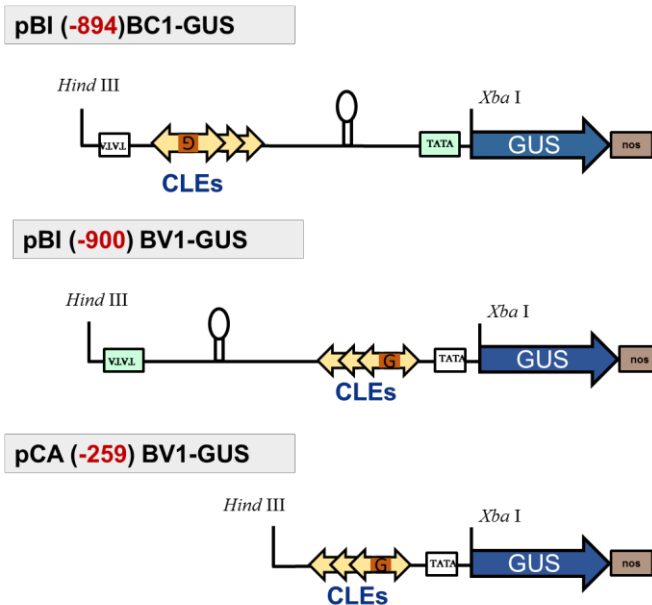 pBI (-894)BC1-GUS
Hind III
Xba I
TATA
G
TATA
GUS
nos
CLEs
pBI (-900) BV1-GUS
Hind III
Xba I
TATA
G
TATA
GUS
nos
CLEs
pCA (-259) BV1-GUS
Hind III
Xba I
G
TATA
GUS
nos
CLEs